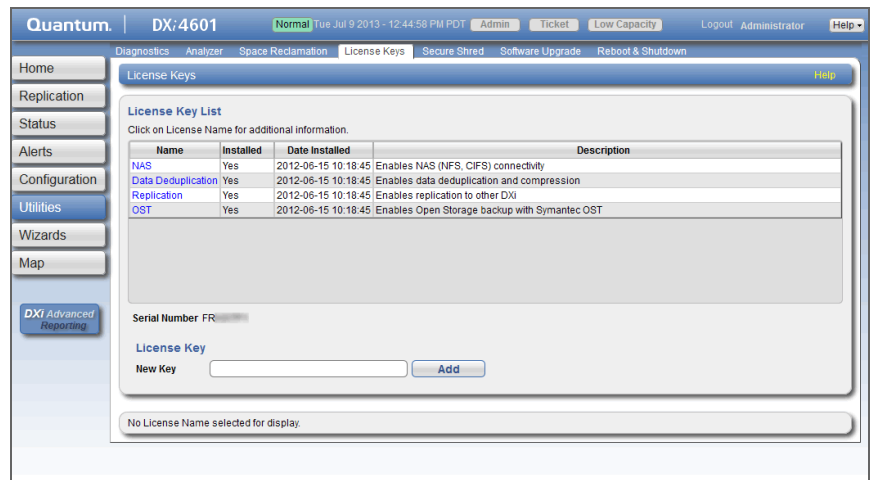 Quantum. DXi4601 Normal Tue Jul 9 2013 - 12:44:58 PM PDT Admin Ticket Low Capacity Logout Administrator Help
Diagnostics Analyzer Space Reclamation License Keys Secure Shred Software Upgrade Reboot & Shutdown
Home
Replication
Status
Alerts
Configuration
Utilities
Wizards
Map
DXi Advanced
Reporting
License Keys Help
License Key List
Click on License Name for additional information.
Name Installed Date Installed Description
NAS Yes 2012-06-15 10:18:45 Enables NAS (NFS, CIFS) connectivity
Data Deduplication Yes 2012-06-15 10:18:45 Enables data deduplication and compression
Replication Yes 2012-06-15 10:18:45 Enables replication to other DXi
OST Yes 2012-06-15 10:18:45 Enables Open Storage backup with Symantec OST
Serial Number FR
License Key
New Key Add
No License Name selected for display.